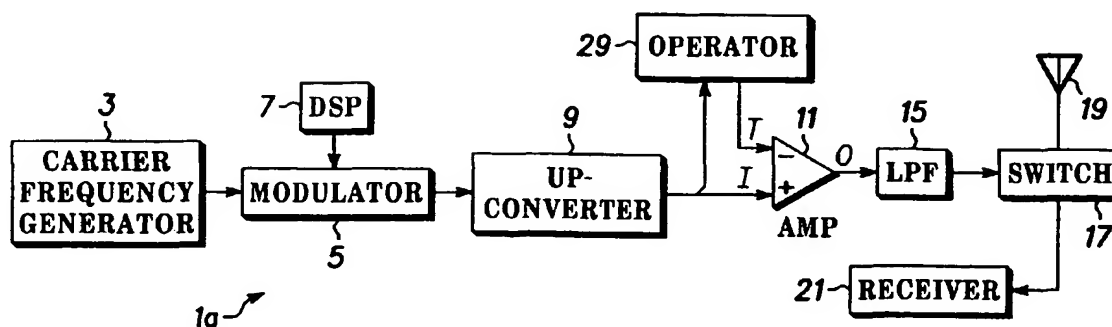 29
OPERATOR
19
3
7
DSP
9
T
11
15
CARRIER
FREQUENCY
GENERATOR
MODULATOR
UP-
CONVERTER
I
−
+
O
LPF
SWITCH
5
AMP
17
1a
21
RECEIVER